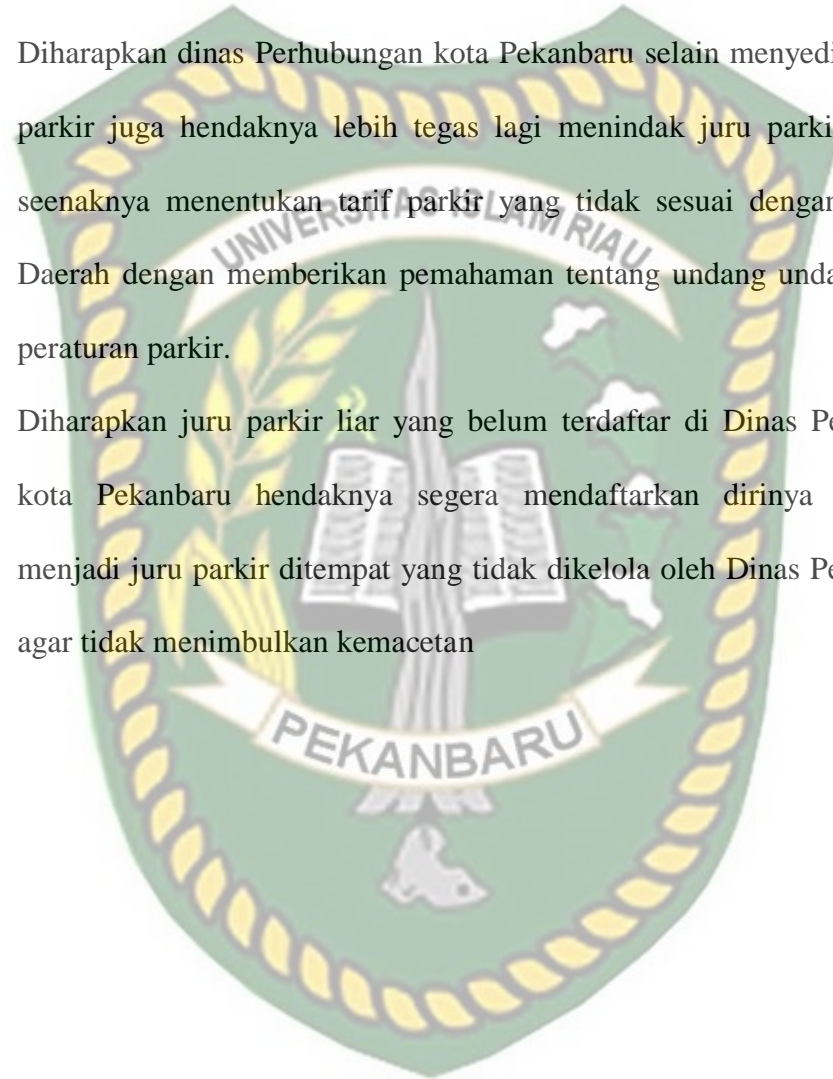 Diharapkan dinas Perhubungan kota Pekanbaru selain menyedi
parkir juga hendaknya lebih tegas lagi menindak juru parki
seenaknya menentukan tarif parkir yang tidak sesuai dengan
Daerah dengan memberikan pemahaman tentang undang unda
peraturan parkir.
Diharapkan juru parkir liar yang belum terdaftar di Dinas Pe
kota Pekanbaru hendaknya segera mendaftarkan dirinya
menjadi juru parkir ditempat yang tidak dikelola oleh Dinas Pe
agar tidak menimbulkan kemacetan
UNIVERSITAS ISLAM RIAU
PEKANBARU